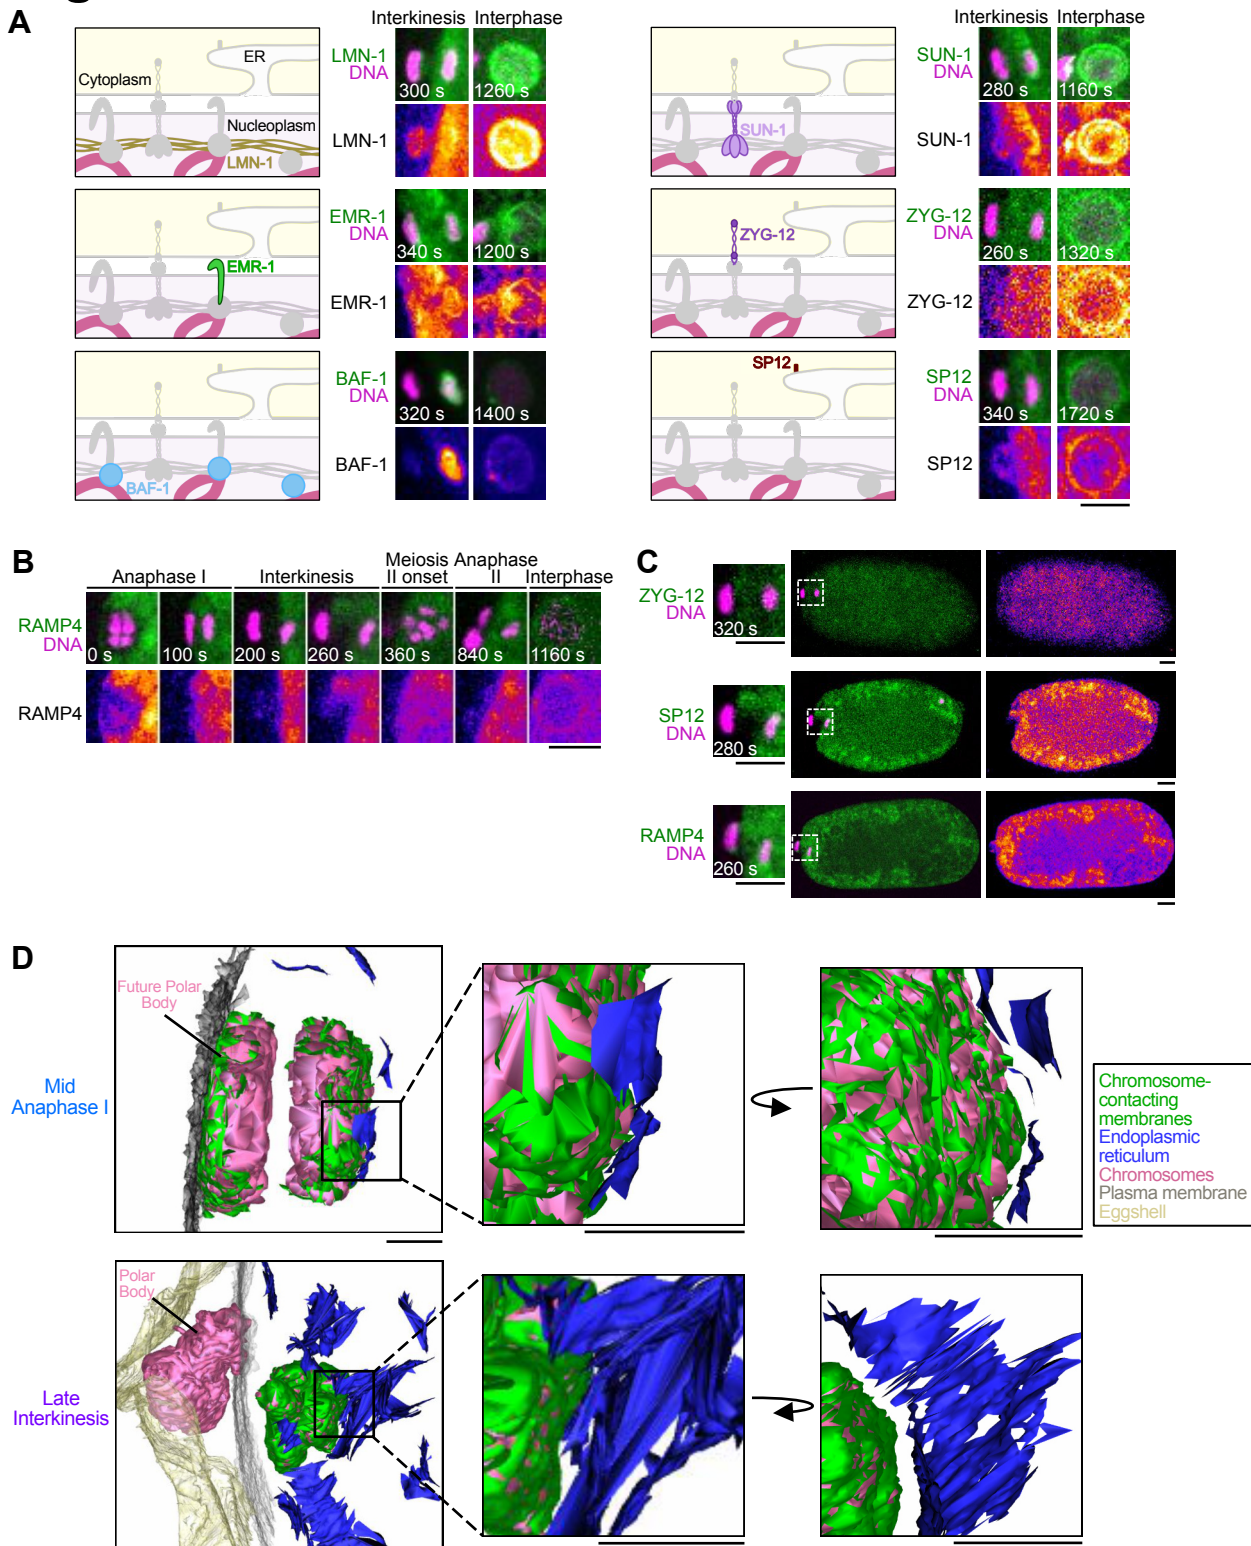 A
Interkinesis Interphase
Cytoplasm
ER
Nucleoplasm
LMN-1
LMN-1
DNA
300 s
1260 s
LMN-1
EMR-1
EMR-1
DNA
340 s
1200 s
EMR-1
BAF-1
BAF-1
DNA
320 s
1400 s
BAF-1
Interkinesis Interphase
SUN-1
SUN-1
DNA
280 s
1160 s
SUN-1
ZYG-12
ZYG-12
DNA
260 s
1320 s
ZYG-12
SP12
SP12
DNA
340 s
1720 s
SP12
B
Anaphase I
Interkinesis
Meiosis
II onset
Anaphase
II
Interphase
RAMP4
DNA
0 s
100 s
200 s
260 s
360 s
840 s
1160 s
RAMP4
C
ZYG-12
DNA
320 s
SP12
DNA
280 s
RAMP4
DNA
260 s
D
Mid
Anaphase I
Future Polar
Body
Chromosome-
contacting
membranes
Endoplasmic
reticulum
Chromosomes
Plasma membrane
Eggshell
Late
Interkinesis
Polar
Body